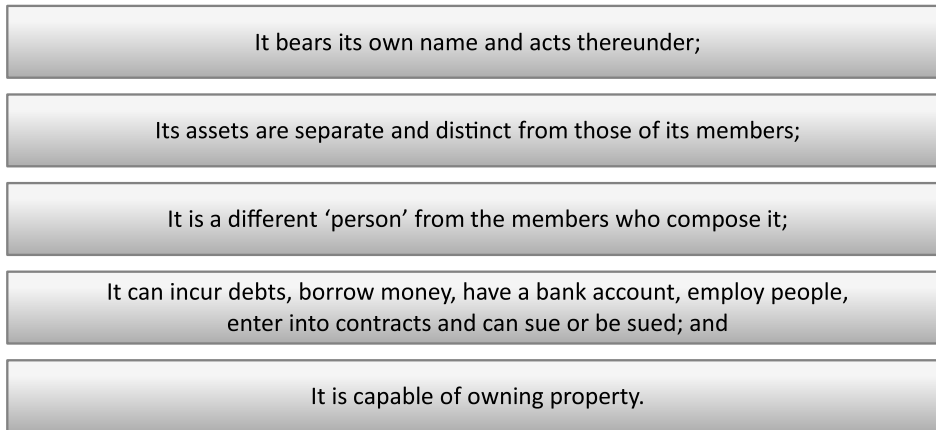 It bears its own name and acts thereunder;
Its assets are separate and distinct from those of its members;
It is a different ‘person’ from the members who compose it;
It can incur debts, borrow money, have a bank account, employ people,
enter into contracts and can sue or be sued; and
It is capable of owning property.